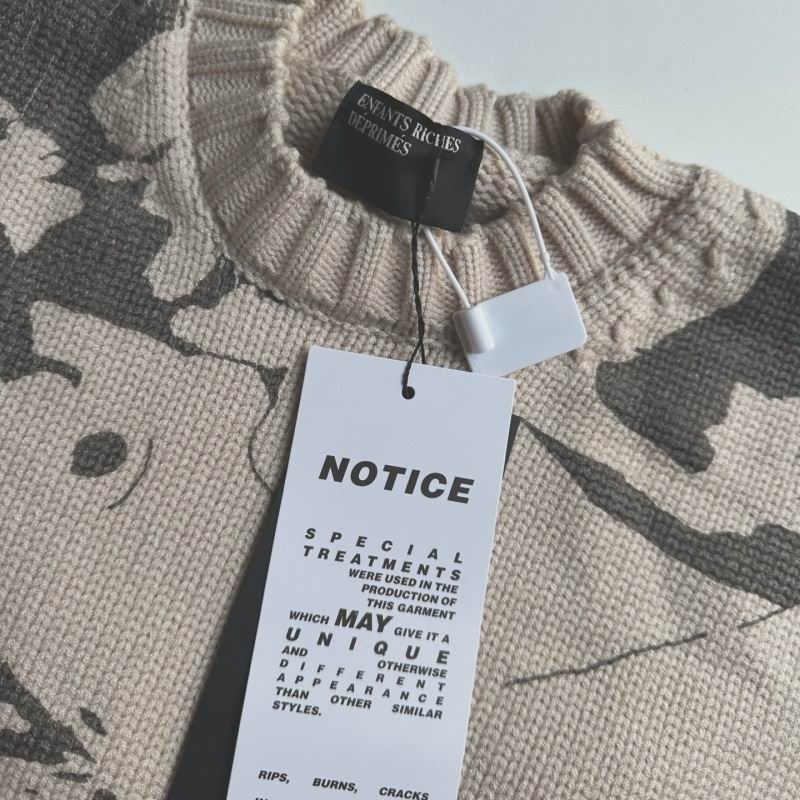 ENFANTS RICHES
DÉPRIMÉS
NOTICE
SPECIAL
TREATMENTS
WERE USED IN THE
PRODUCTION OF
THIS GARMENT
WHICH MAY GIVE IT A
UNIQUE
AND OTHERWISE
DIFFERENT
APPEARANCE
THAN OTHER SIMILAR
STYLES.
RIPS, BURNS, CRACKS